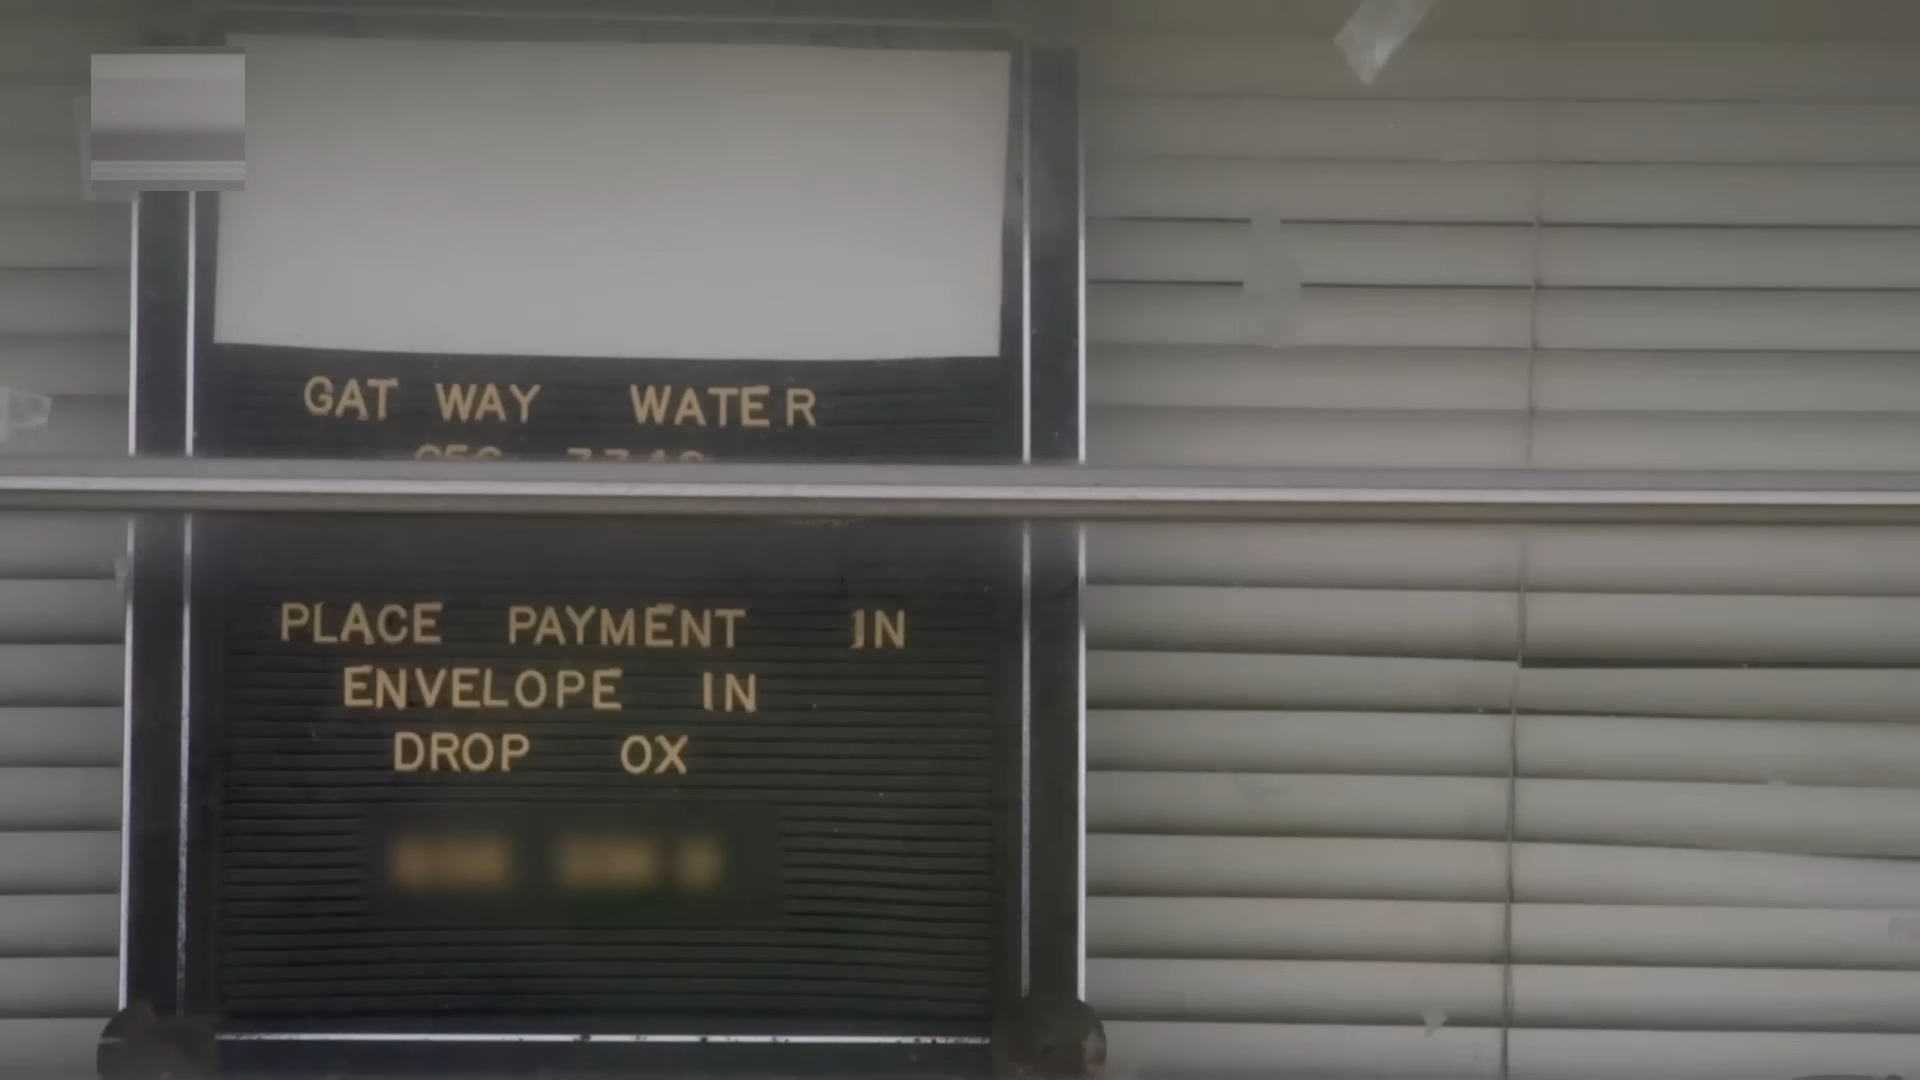 GAT WAY WATER
PLACE PAYMENT IN
ENVELOPE IN
DROP OX